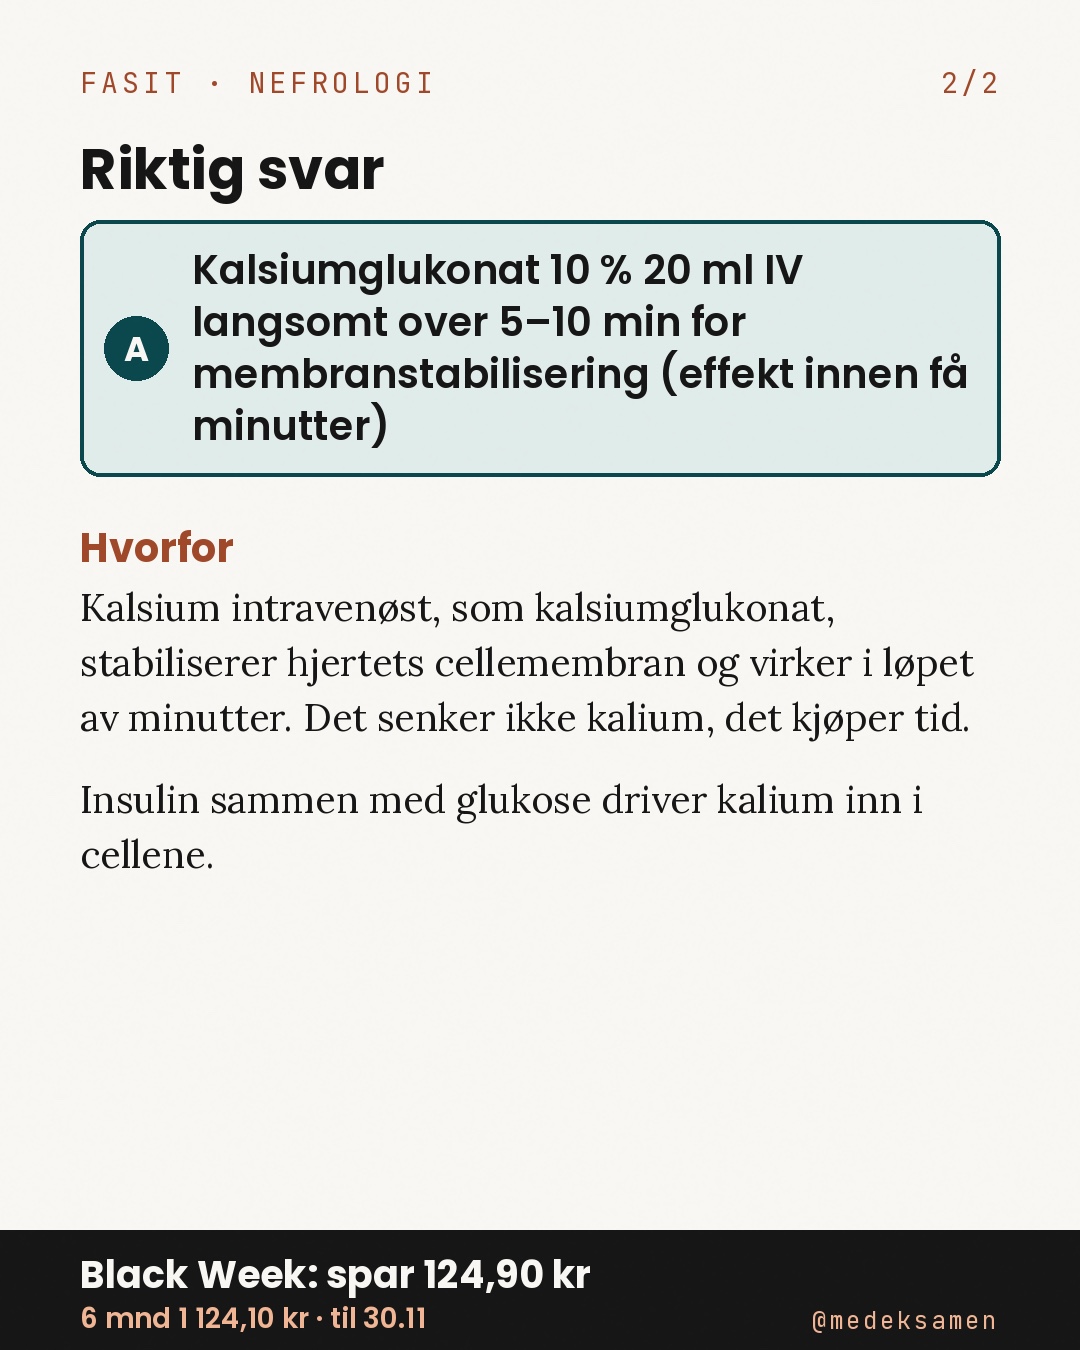 FASIT · NEFROLOGI
2/2
Riktig svar
A
Kalsiumglukonat 10 % 20 ml IV
langsomt over 5–10 min for
membranstabilisering (effekt innen få
minutter)
Hvorfor
Kalsium intravenøst, som kalsiumglukonat,
stabiliserer hjertets cellemembran og virker i løpet
av minutter. Det senker ikke kalium, det kjøper tid.
Insulin sammen med glukose driver kalium inn i
cellene.
Black Week: spar 124,90 kr
6 mnd 1 124,10 kr · til 30.11
@medeksamen